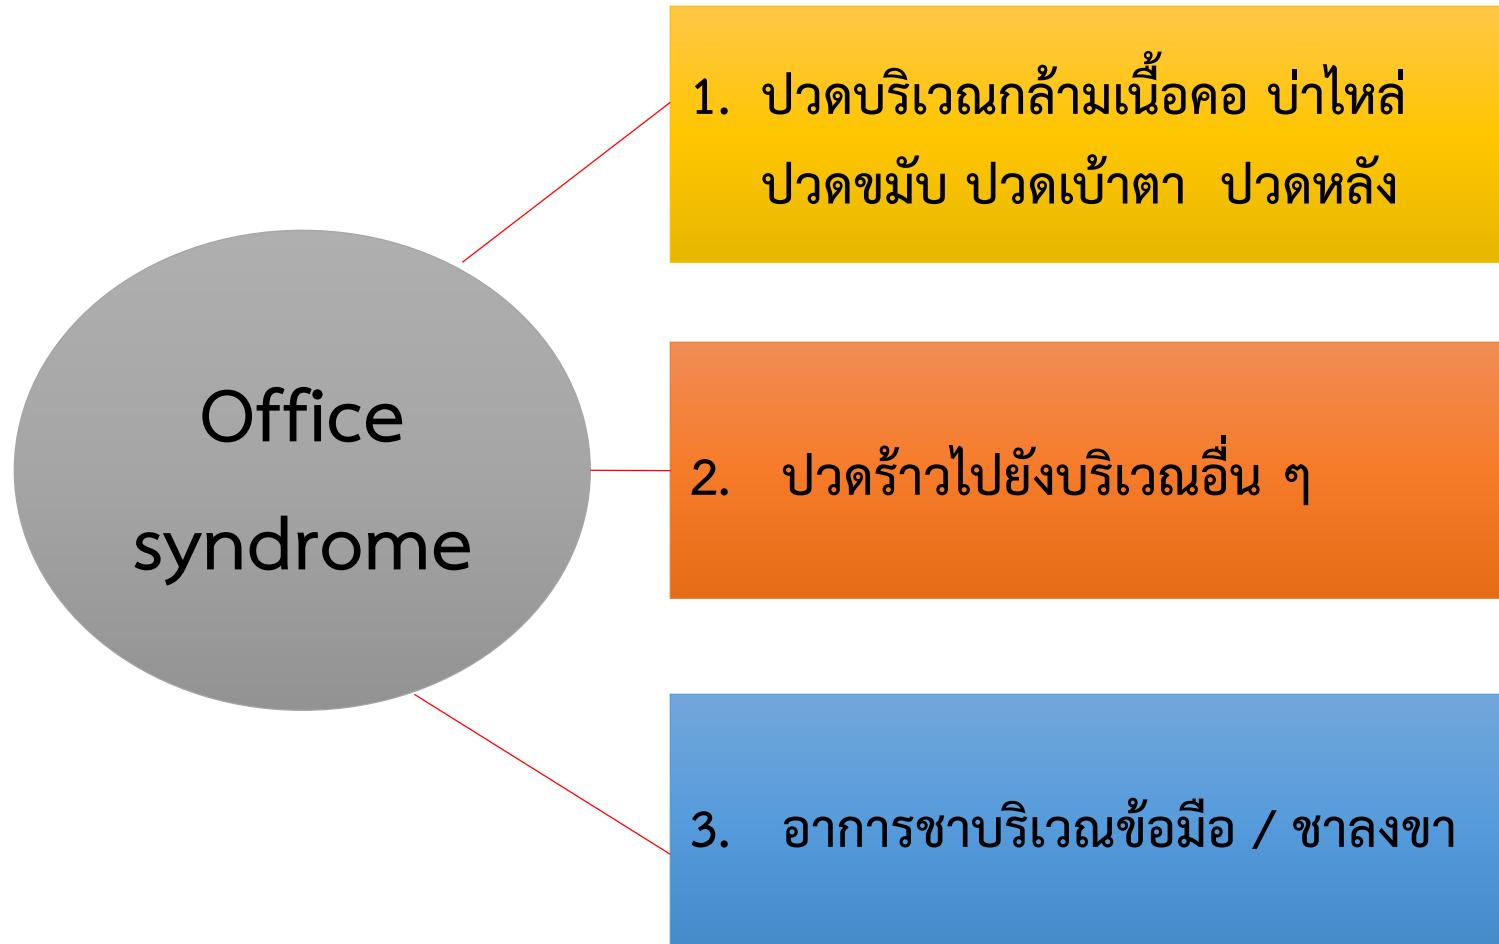 Office
syndrome
1. ปวดบริเวณกล้ามเนื้อคอ บ่าไหล่
ปวดขมับ ปวดเบ้าตา ปวดหลัง
2. ปวดร้าวไปยังบริเวณอื่น ๆ
3. อาการชาบริเวณข้อมือ / ชาลงขา